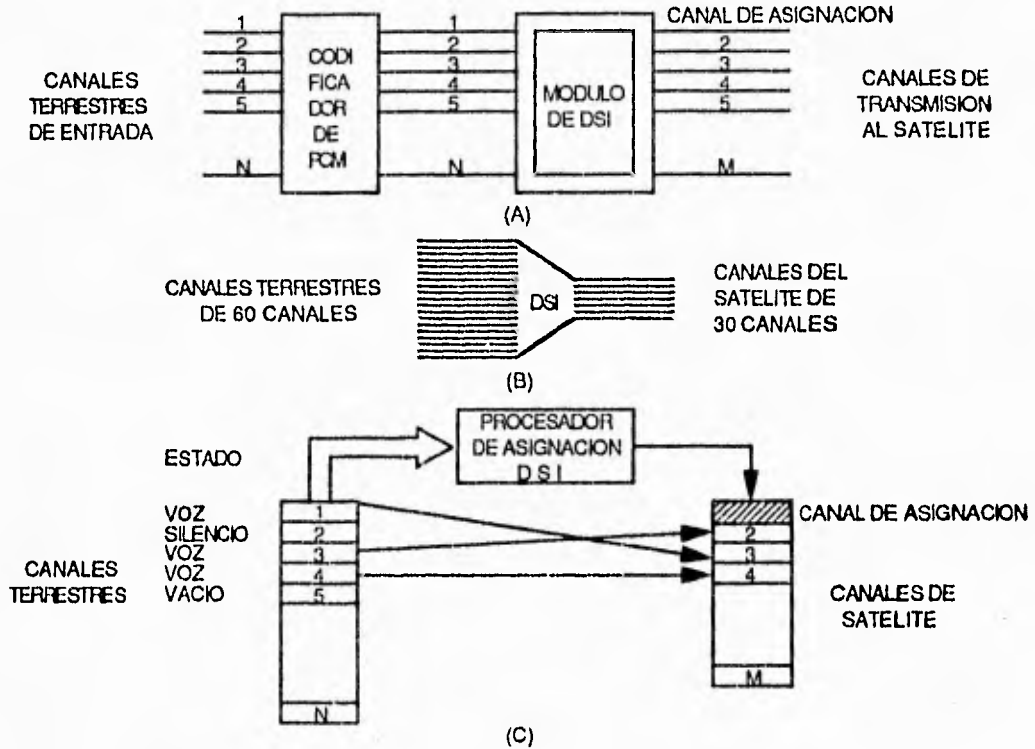 CANAL DE ASIGNACION
1
2
3
4
5
N
CANALES
TERRESTRES
DE ENTRADA
CODI
FICA
DOR
DE
PCM
1
2
3
4
5
N
MODULO
DE DSI
2
3
4
5
M
CANALES DE
TRANSMISION
AL SATELITE
(A)
CANALES TERRESTRES
DE 60 CANALES
DSI
CANALES DEL
SATELITE DE
30 CANALES
(B)
PROCESADOR
DE ASIGNACION
D S I
ESTADO
VOZ
SILENCIO
VOZ
VOZ
VACIO
CANALES
TERRESTRES
1
2
3
4
5
N
CANAL DE ASIGNACION
2
3
4
M
CANALES DE
SATELITE
(C)